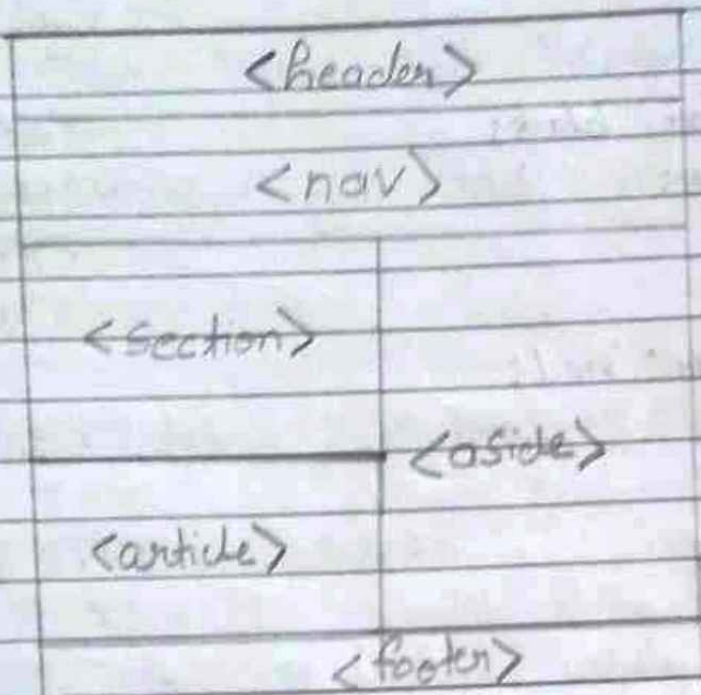 <header>
<nav>
<section>
<aside>
<article>
<footer>